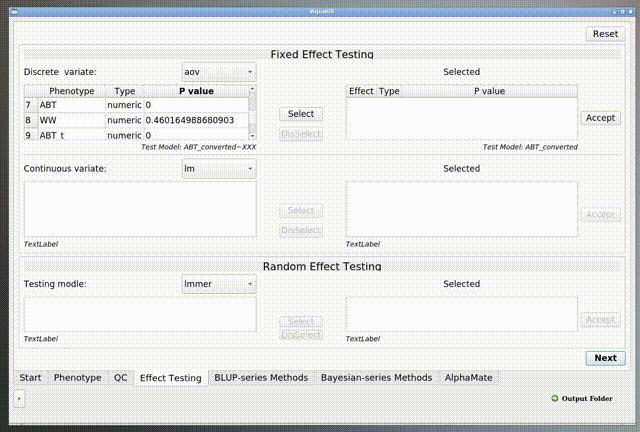 AquaGS
Reset
Fixed Effect Testing
Discrete variate: aov Selected
Phenotype Type P value
7 ABT numeric 0
8 WW numeric 0.460164988680903
9 ABT_t numeric 0
Effect Type P value
Select
DisSelect
Accept
Test Model: ABT_converted~XXX
Test Model: ABT_converted
Continuous variate: lm Selected
Select
DisSelect
Accept
TextLabel
TextLabel
Random Effect Testing
Testing modle: lmmer Selected
Select
DisSelect
Accept
TextLabel
TextLabel
Next
Start Phenotype QC Effect Testing BLUP-series Methods Bayesian-series Methods AlphaMate
Output Folder